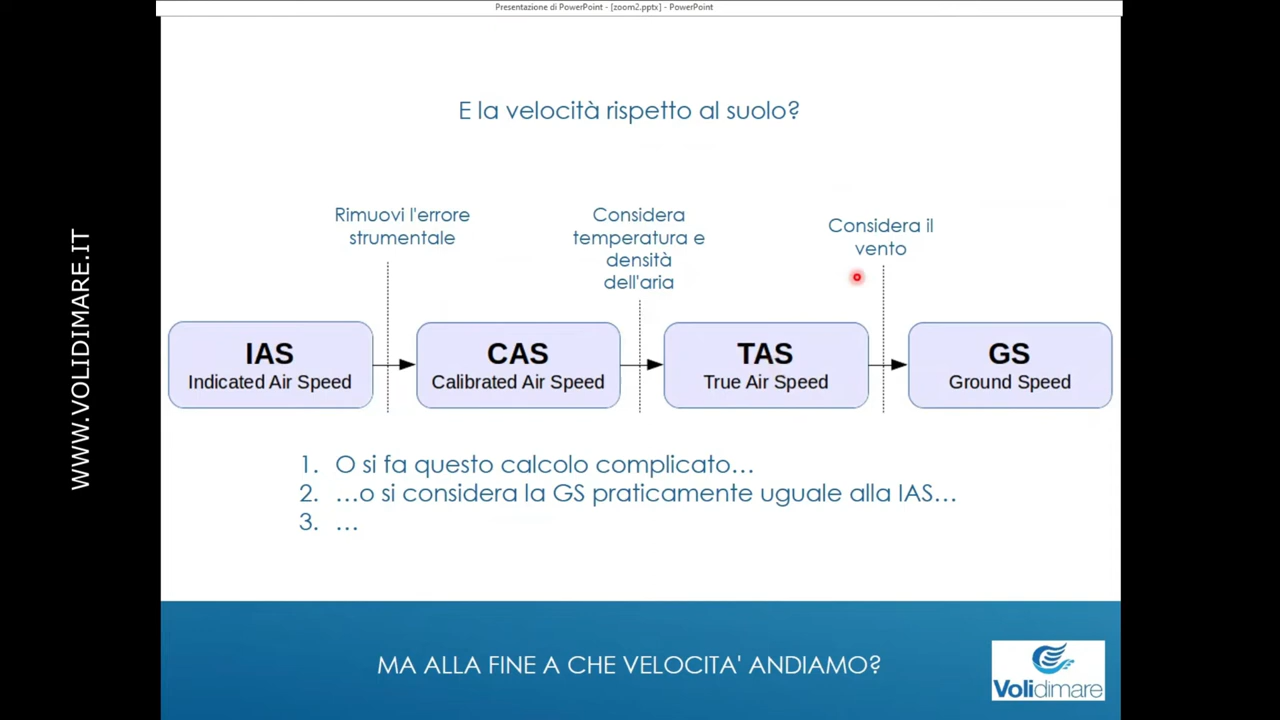 Presentazione di PowerPoint - [zoom2.pptx] - PowerPoint
WWW.VOLIDIMARE.IT
E la velocità rispetto al suolo?
Rimuovi l'errore
strumentale
Considera
temperatura e
densità
dell'aria
Considera il
vento
IAS
Indicated Air Speed
CAS
Calibrated Air Speed
TAS
True Air Speed
GS
Ground Speed
1. O si fa questo calcolo complicato...
2. ...o si considera la GS praticamente uguale alla IAS...
3. ...
MA ALLA FINE A CHE VELOCITA' ANDIAMO?
Volidimare